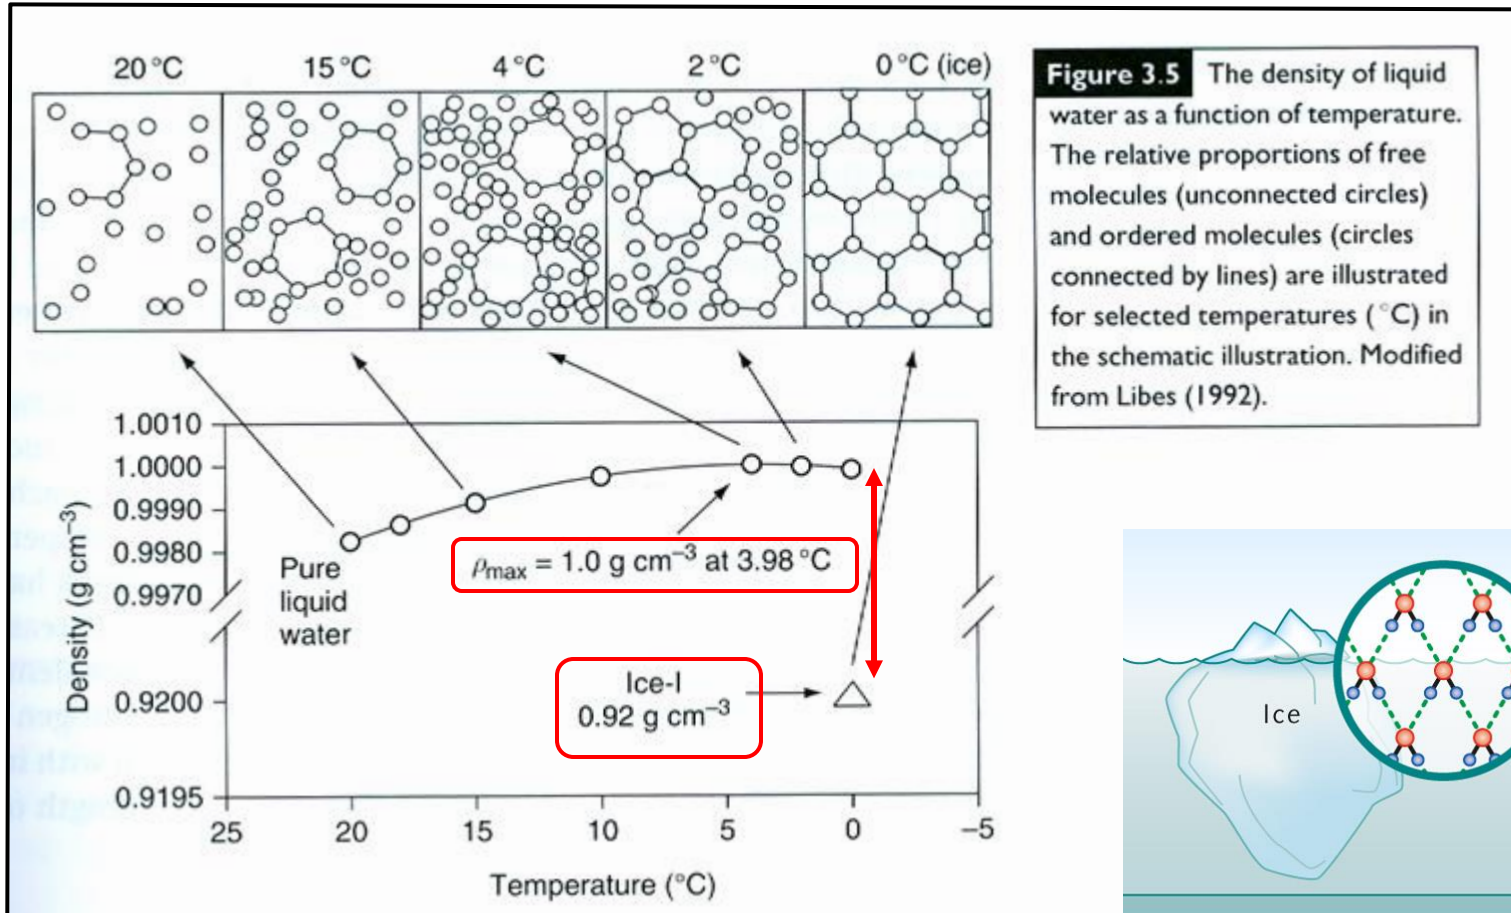 20 °C 15 °C 4 °C 2 °C 0 °C (ice)
Figure 3.5 The density of liquid
water as a function of temperature.
The relative proportions of free
molecules (unconnected circles)
and ordered molecules (circles
connected by lines) are illustrated
for selected temperatures (°C) in
the schematic illustration. Modified
from Libes (1992).
Density (g cm⁻³)
1.0010
1.0000
0.9990
0.9980
0.9970
0.9200
0.9195
Pure
liquid
water
ρmax = 1.0 g cm⁻³ at 3.98 °C
Ice-I
0.92 g cm⁻³
25 20 15 10 5 0 −5
Temperature (°C)
Ice